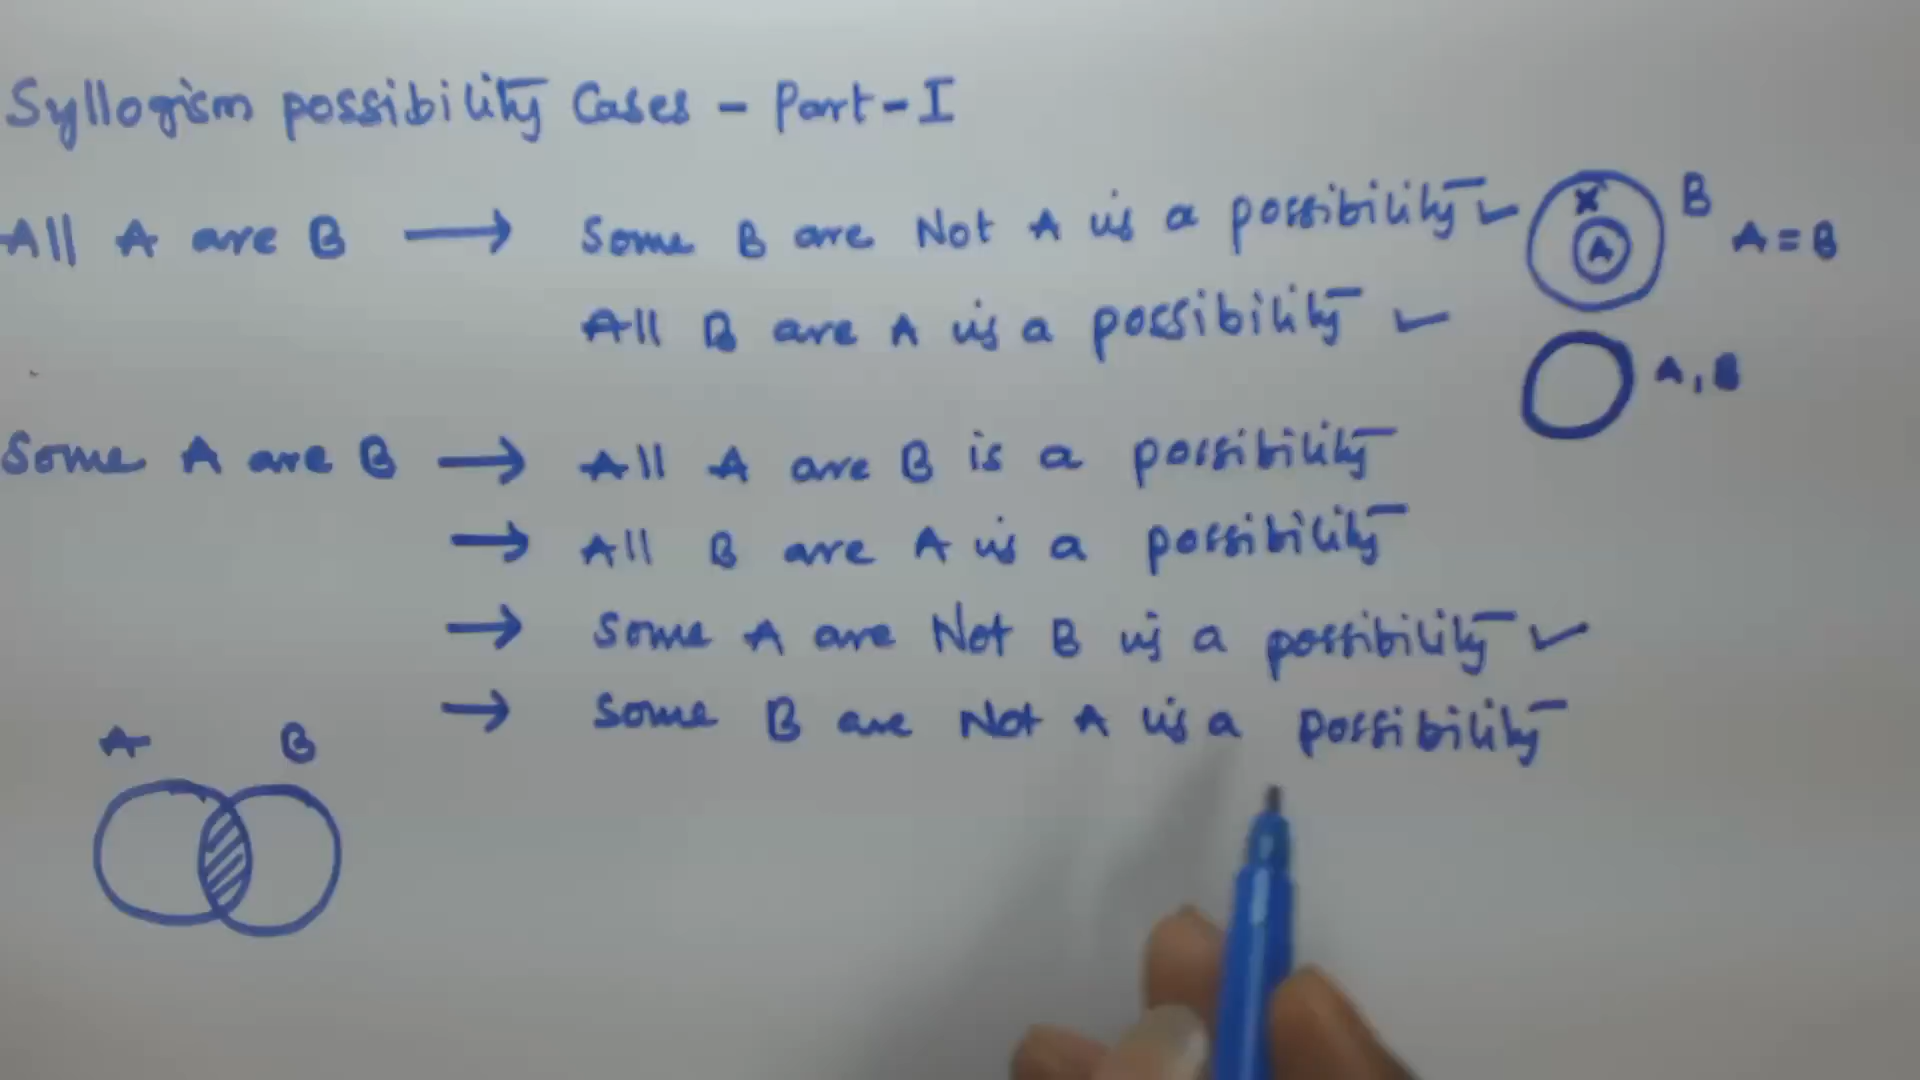 Syllogism possibility Cases - Part-I
All A are B → Some B are Not A is a possibility ✓
B
A
A = B
All B are A is a possibility ✓
A, B
Some A are B → All A are B is a possibility
→ All B are A is a possibility
→ Some A are Not B is a possibility ✓
→ Some B are Not A is a possibility
A B